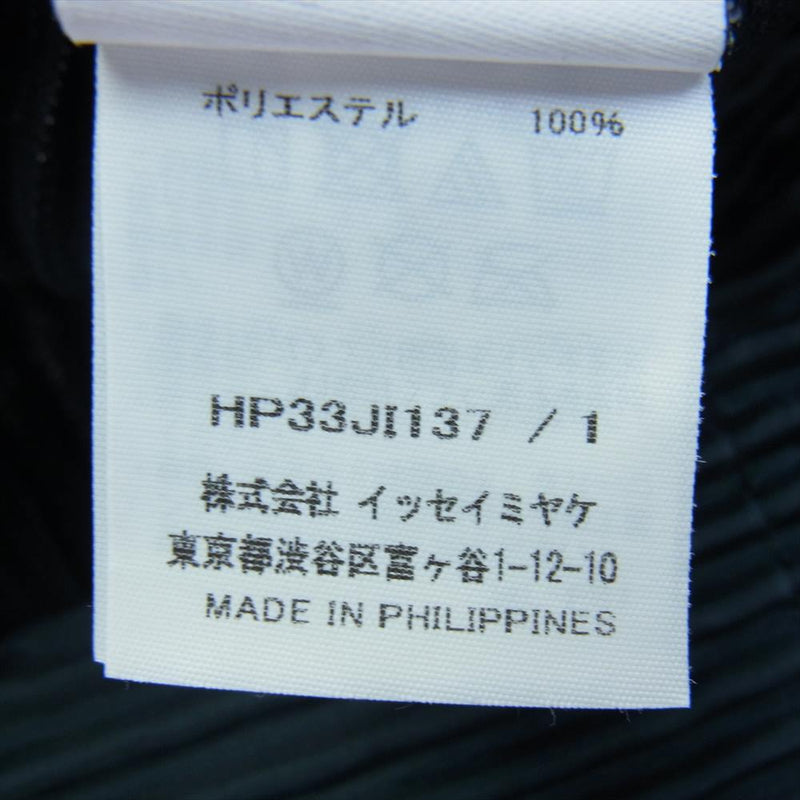 ポリエステル 100%
HP33JI137 / 1
株式会社 イッセイミヤケ
東京都渋谷区富ヶ谷1-12-10
MADE IN PHILIPPINES